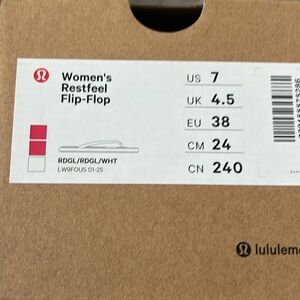 Women's
Restfeel
Flip-Flop
US 7
UK 4.5
EU 38
CM 24
CN 240
RDGL/RDGL/WHT
LW9FOUS 01-25